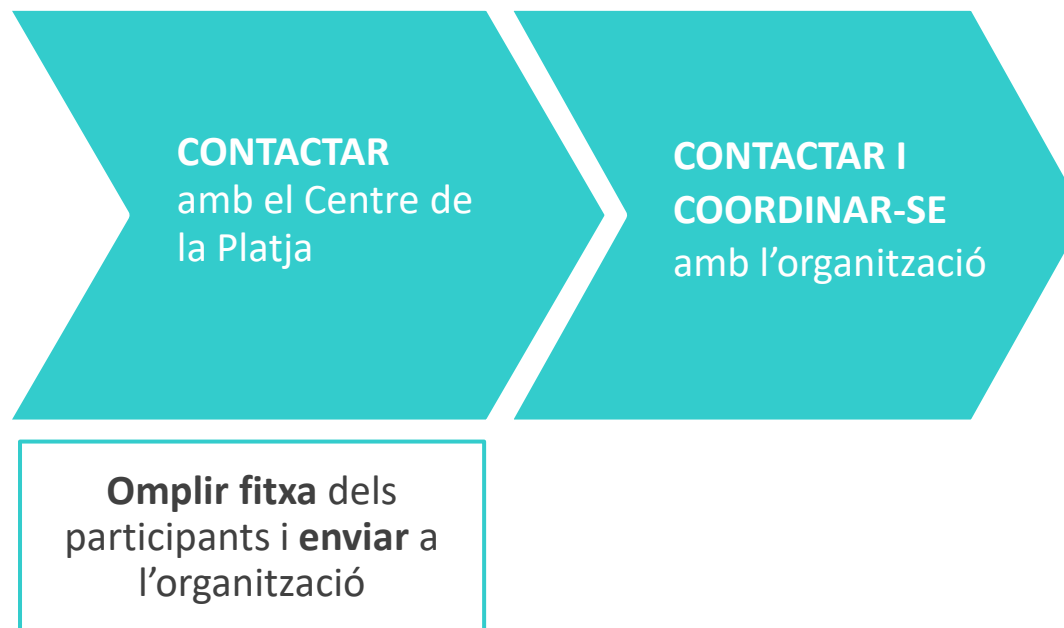 CONTACTAR
amb el Centre de
la Platja
CONTACTAR I
COORDINAR-SE
amb l’organització
Omplir fitxa dels
participants i enviar a
l’organització